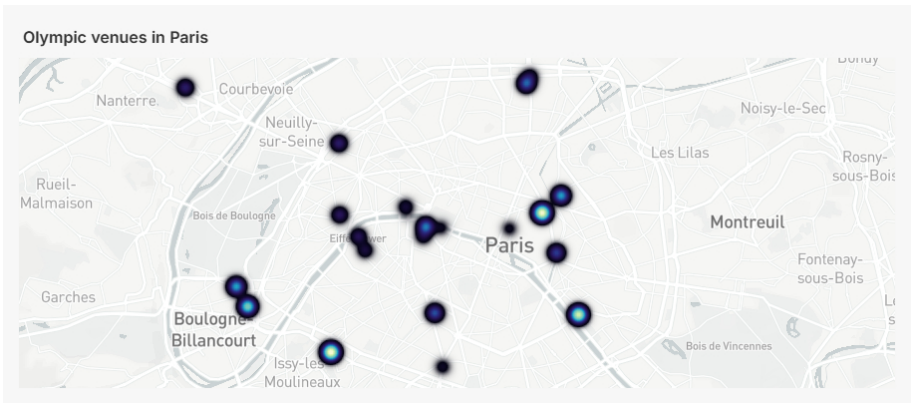 Olympic venues in Paris
Courbevoie
Nanterre
Noisy-le-Sec
Neuilly-
sur-Seine
Les Lilas
Rosny-
sous-Bois
Rueil-
Malmaison
Bois de Boulogne
Montreuil
Paris
Fontenay-
sous-Bois
Garches
Boulogne-
Billancourt
Bois de Vincennes
Issy-les-
Moulineaux